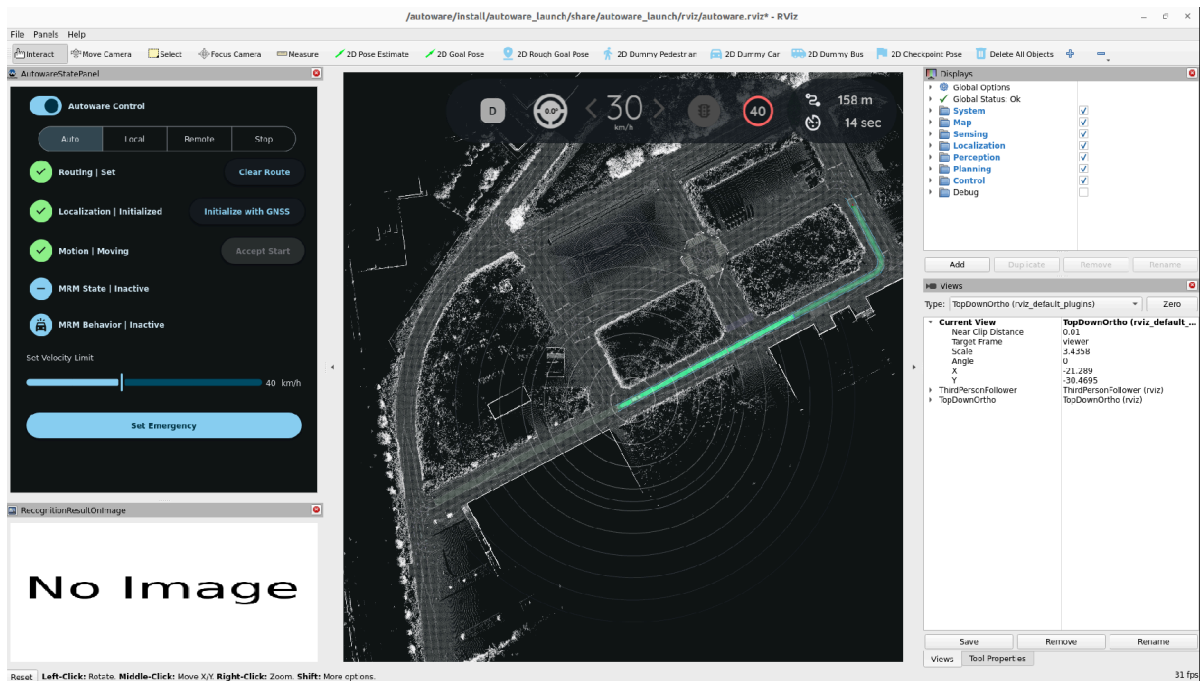 /autoware/install/autoware_launch/share/autoware_launch/rviz/autoware.rviz* - RViz
File Panels Help
Interact Move Camera Select Focus Camera Measure 2D Pose Estimate 2D Goal Pose 2D Rough Goal Pose 2D Dummy Pedestrian 2D Dummy Car 2D Dummy Bus 2D Checkpoint Pose Delete All Objects
AutowareStatePanel
Autoware Control
Auto Local Remote Stop
Routing | Set Clear Route
Localization | Initialized Initialize with GNSS
Motion | Moving Accept Start
MRM State | Inactive
MRM Behavior | Inactive
Set Velocity Limit
40 km/h
Set Emergency
RecognitionResultOnImage
No Image
D
0.0°
30
km/h
40
158 m
14 sec
Displays
Global Options
Global Status: Ok
System
Map
Sensing
Localization
Perception
Planning
Control
Debug
Add Duplicate Remove Rename
Views
Type: TopDownOrtho (rviz_default_plugins) Zero
Current View TopDownOrtho (rviz_default_...
Near Clip Distance 0.01
Target Frame viewer
Scale 3.4358
Angle 0
X -21.289
Y -30.4695
ThirdPersonFollower ThirdPersonFollower (rviz)
TopDownOrtho TopDownOrtho (rviz)
Save Remove Rename
Views Tool Properties
Reset Left-Click: Rotate. Middle-Click: Move X/Y. Right-Click: Zoom. Shift: More options.
31 fps